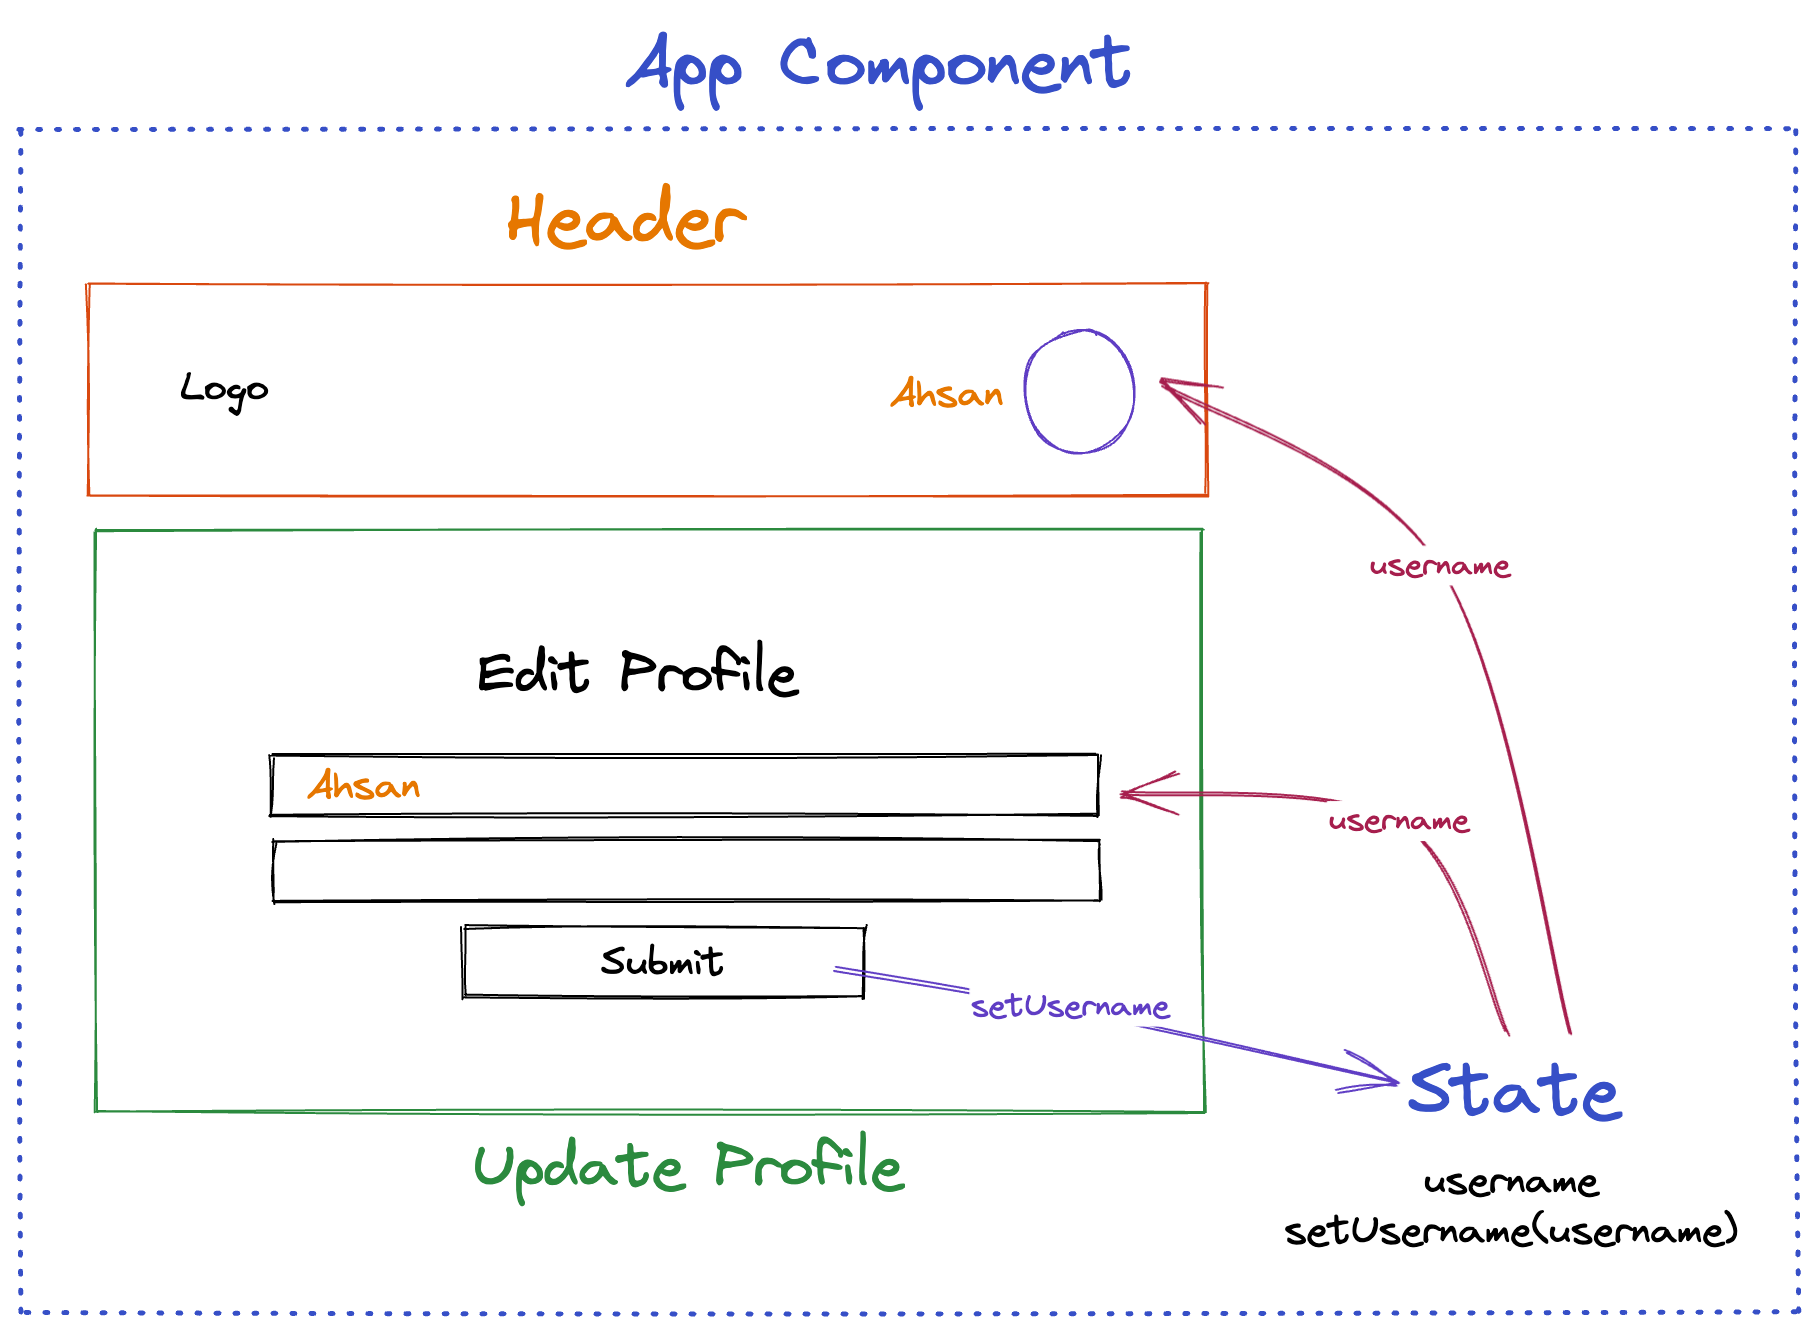 App Component
Header
Logo
Ahsan
username
Edit Profile
Ahsan
username
Submit
setUsername
State
Update Profile
username
setUsername(username)